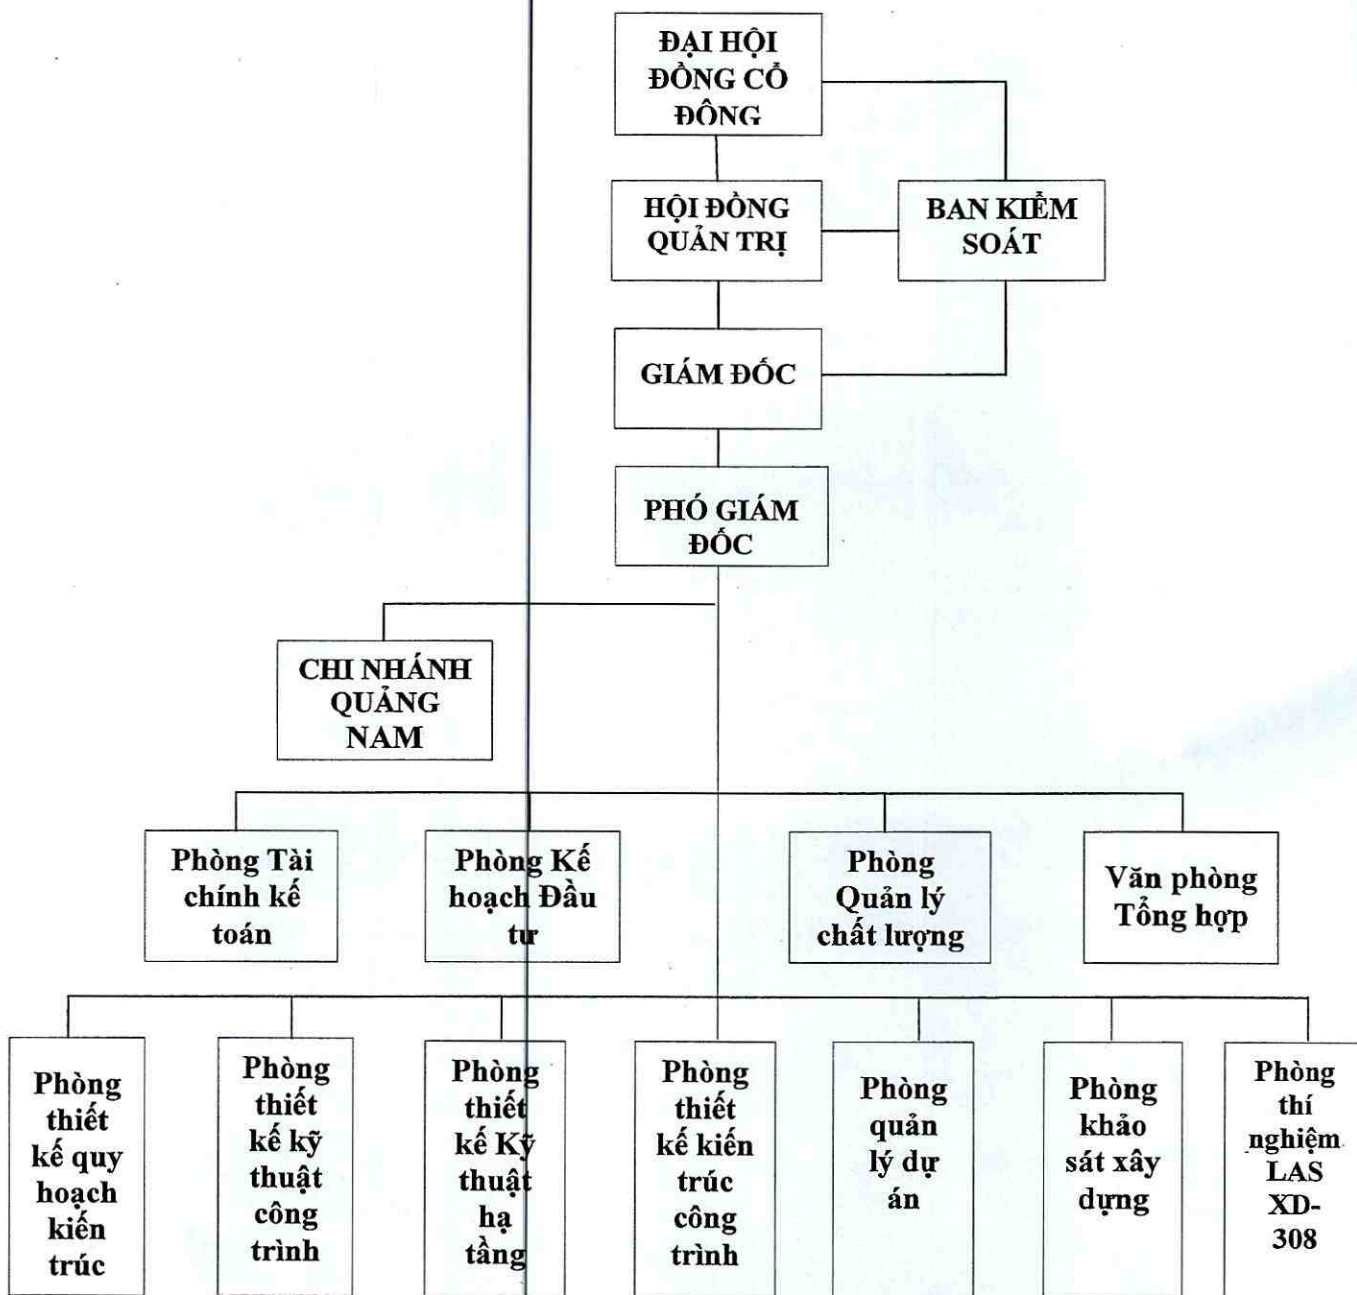 ĐẠI HỘI
ĐỒNG CỔ
ĐÔNG
HỘI ĐỒNG
QUẢN TRỊ
BAN KIỂM
SOÁT
GIÁM ĐỐC
PHÓ GIÁM
ĐỐC
CHI NHÁNH
QUẢNG
NAM
Phòng Tài
chính kế
toán
Phòng Kế
hoạch Đầu
tư
Phòng
Quản lý
chất lượng
Văn phòng
Tổng hợp
Phòng
thiết
kế quy
hoạch
kiến
trúc
Phòng
thiết
kế kỹ
thuật
công
trình
Phòng
thiết
kế Kỹ
thuật
hạ
tầng
Phòng
thiết
kế kiến
trúc
công
trình
Phòng
quản
lý dự
án
Phòng
khảo
sát xây
dựng
Phòng
thí
nghiệm
LAS
XD-
308